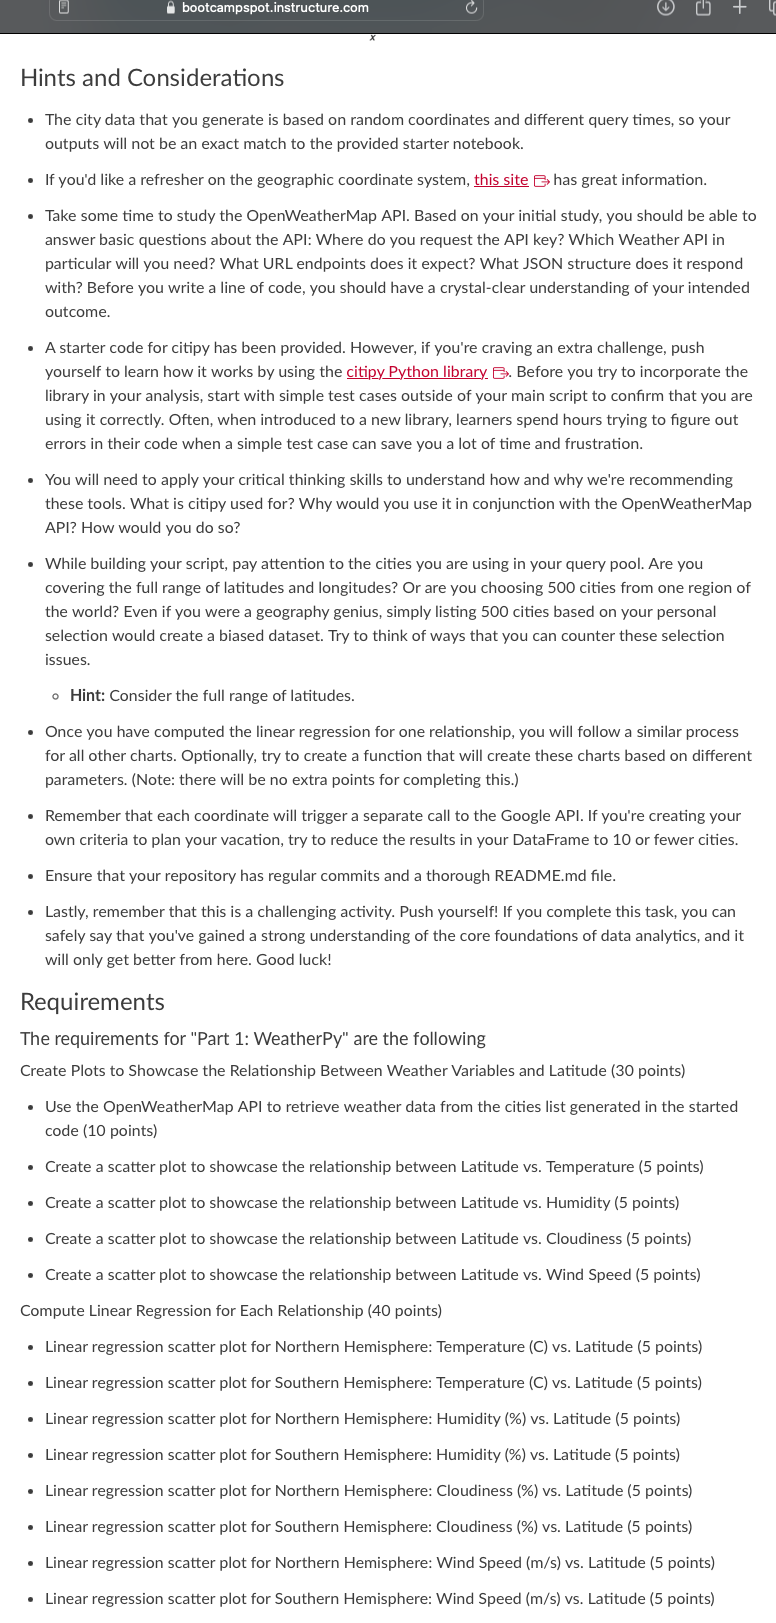 bootcampspot.instructure.com
x
Hints and Considerations
• The city data that you generate is based on random coordinates and different query times, so your
outputs will not be an exact match to the provided starter notebook.
• If you'd like a refresher on the geographic coordinate system, this site has great information.
• Take some time to study the OpenWeatherMap API. Based on your initial study, you should be able to
answer basic questions about the API: Where do you request the API key? Which Weather API in
particular will you need? What URL endpoints does it expect? What JSON structure does it respond
with? Before you write a line of code, you should have a crystal-clear understanding of your intended
outcome.
• A starter code for citipy has been provided. However, if you're craving an extra challenge, push
yourself to learn how it works by using the citipy Python library . Before you try to incorporate the
library in your analysis, start with simple test cases outside of your main script to confirm that you are
using it correctly. Often, when introduced to a new library, learners spend hours trying to figure out
errors in their code when a simple test case can save you a lot of time and frustration.
• You will need to apply your critical thinking skills to understand how and why we're recommending
these tools. What is citipy used for? Why would you use it in conjunction with the OpenWeatherMap
API? How would you do so?
• While building your script, pay attention to the cities you are using in your query pool. Are you
covering the full range of latitudes and longitudes? Or are you choosing 500 cities from one region of
the world? Even if you were a geography genius, simply listing 500 cities based on your personal
selection would create a biased dataset. Try to think of ways that you can counter these selection
issues.
◦ Hint: Consider the full range of latitudes.
• Once you have computed the linear regression for one relationship, you will follow a similar process
for all other charts. Optionally, try to create a function that will create these charts based on different
parameters. (Note: there will be no extra points for completing this.)
• Remember that each coordinate will trigger a separate call to the Google API. If you're creating your
own criteria to plan your vacation, try to reduce the results in your DataFrame to 10 or fewer cities.
• Ensure that your repository has regular commits and a thorough README.md file.
• Lastly, remember that this is a challenging activity. Push yourself! If you complete this task, you can
safely say that you've gained a strong understanding of the core foundations of data analytics, and it
will only get better from here. Good luck!
Requirements
The requirements for "Part 1: WeatherPy" are the following
Create Plots to Showcase the Relationship Between Weather Variables and Latitude (30 points)
• Use the OpenWeatherMap API to retrieve weather data from the cities list generated in the started
code (10 points)
• Create a scatter plot to showcase the relationship between Latitude vs. Temperature (5 points)
• Create a scatter plot to showcase the relationship between Latitude vs. Humidity (5 points)
• Create a scatter plot to showcase the relationship between Latitude vs. Cloudiness (5 points)
• Create a scatter plot to showcase the relationship between Latitude vs. Wind Speed (5 points)
Compute Linear Regression for Each Relationship (40 points)
• Linear regression scatter plot for Northern Hemisphere: Temperature (C) vs. Latitude (5 points)
• Linear regression scatter plot for Southern Hemisphere: Temperature (C) vs. Latitude (5 points)
• Linear regression scatter plot for Northern Hemisphere: Humidity (%) vs. Latitude (5 points)
• Linear regression scatter plot for Southern Hemisphere: Humidity (%) vs. Latitude (5 points)
• Linear regression scatter plot for Northern Hemisphere: Cloudiness (%) vs. Latitude (5 points)
• Linear regression scatter plot for Southern Hemisphere: Cloudiness (%) vs. Latitude (5 points)
• Linear regression scatter plot for Northern Hemisphere: Wind Speed (m/s) vs. Latitude (5 points)
• Linear regression scatter plot for Southern Hemisphere: Wind Speed (m/s) vs. Latitude (5 points)